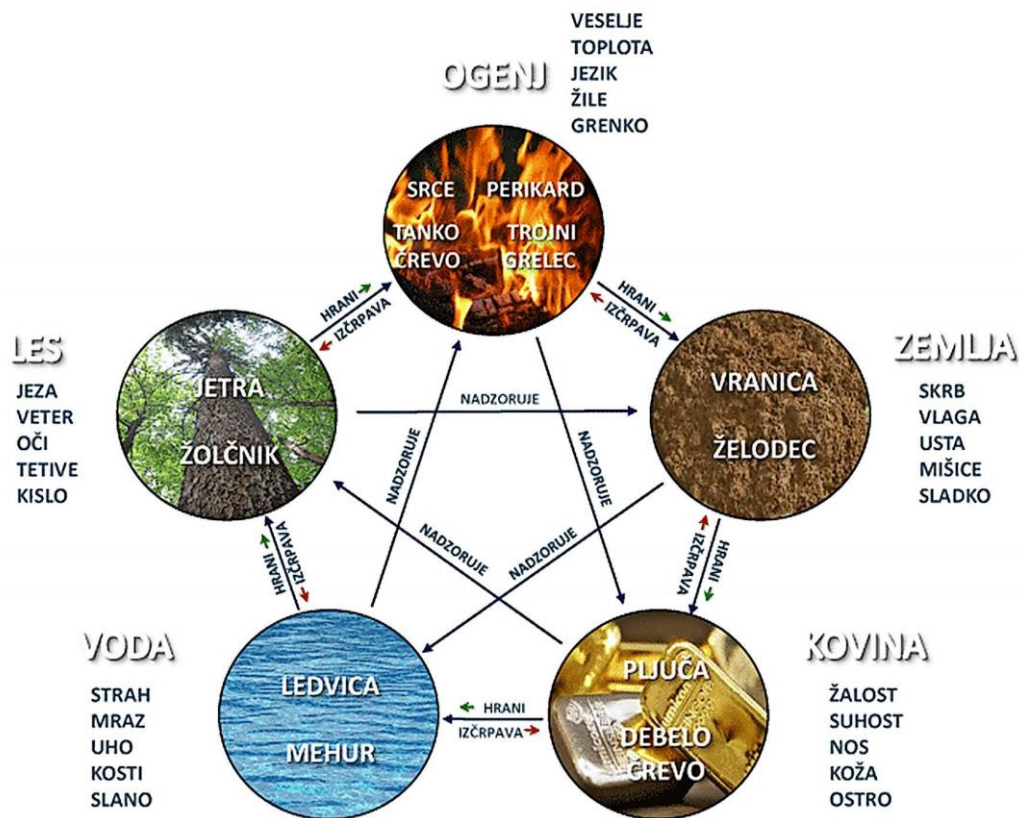 OGENJ
VESELJE
TOPLOTA
JEZIK
ŽILE
GRENKO
SRCE PERIKARD
TANKO TROJNI
ČREVO GRELEC
HRANI
IZČRPAVA
HRANI
IZČRPAVA
LES
JEZA
VETER
OČI
TETIVE
KISLO
JETRA
ŽOLČNIK
NADZORUJE
VRANICA
ŽELODEC
ZEMLJA
SKRB
VLAGA
USTA
MIŠICE
SLADKO
NADZORUJE
NADZORUJE
NADZORUJE
NADZORUJE
HRANI
IZČRPAVA
IZČRPAVA
HRANI
VODA
STRAH
MRAZ
UHO
KOSTI
SLANO
LEDVICA
MEHUR
HRANI
IZČRPAVA
PLJUČA
DEBELO
ČREVO
KOVINA
ŽALOST
SUHOST
NOS
KOŽA
OSTRO